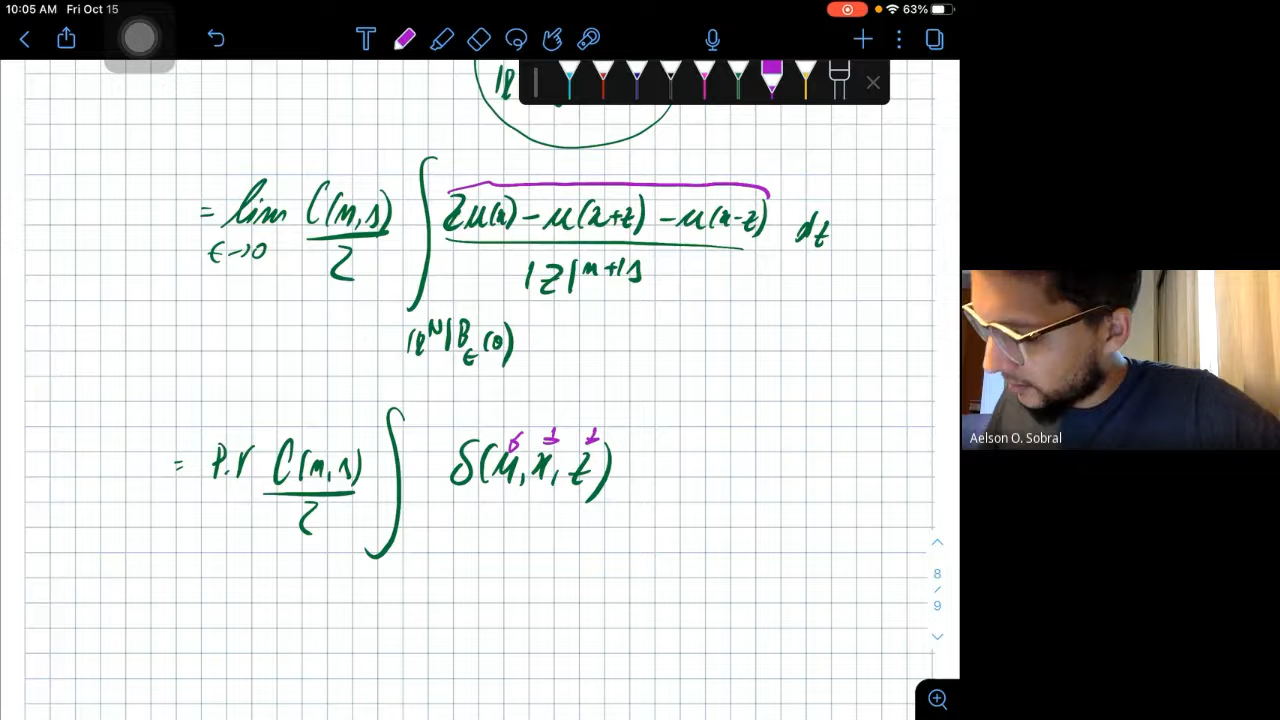 10:05 AM Fri Oct 15
63%
T
= lim ε→0 C(n,s)/2 ∫ 2u(x) - u(x+z) - u(x-z) / |z|^{n+1s} dz
ℝ^N \ B_ε(0)
= P.V C(n,s)/2 ∫ δ(u, x, z)
8
/
9
Aelson O. Sobral